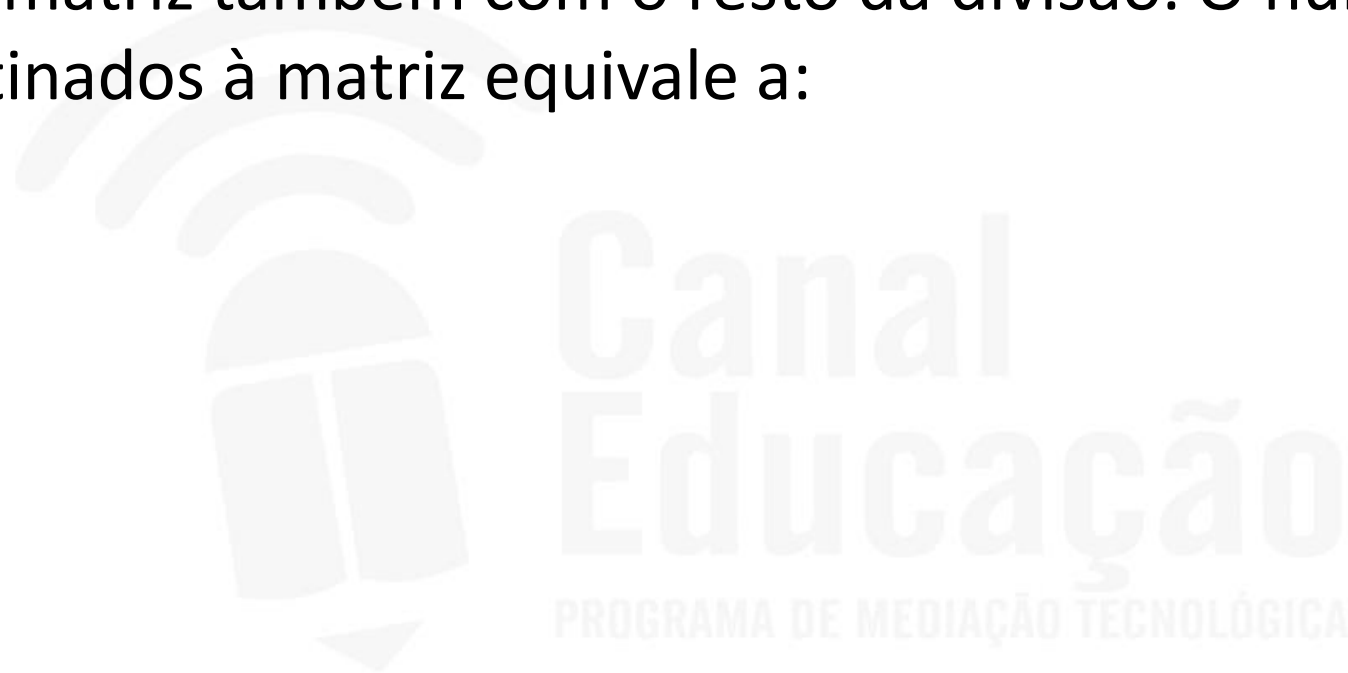 matriz também com o resto da divisão. O
tinados à matriz equivale a:
Canal
Educação
PROGRAMA DE MEDIAÇÃO TECNOLÓGICA